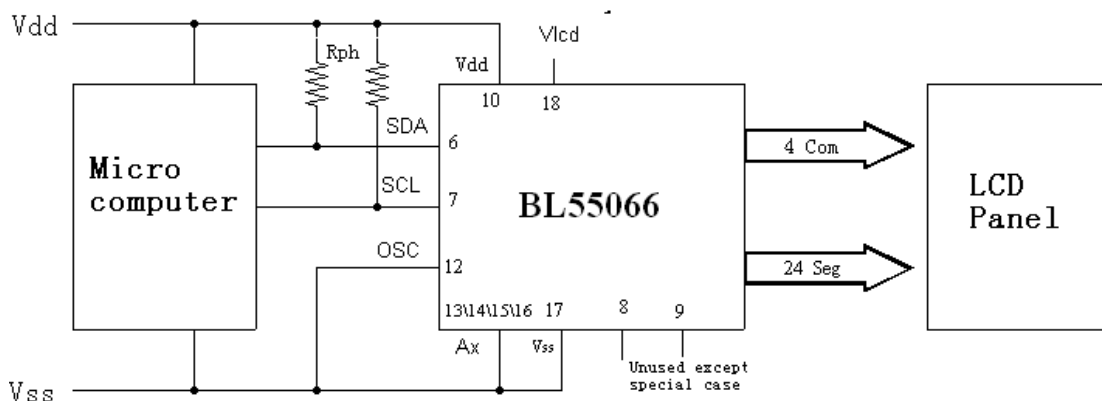 Vdd
Vlcd
Rph
Vdd
10
18
SDA
6
4 Com
Micro
computer
SCL
7
BL55066
LCD
Panel
OSC
12
24 Seg
13\14\15\16
17
8
9
Ax
Vss
Unused except
special case
Vss